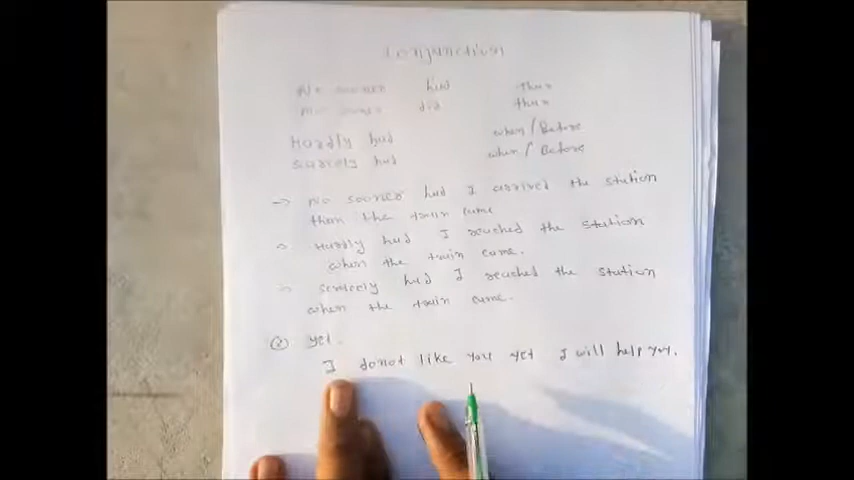 Conjunction
No sooner had than
No sooner did than
Hardly had when / Before
Scarcely had when / Before
→ No sooner had I arrived the station
than the train came
→ Hardly had I reached the station
when the train came.
→ Scarcely had I reached the station
when the train came.
yet.
I donot like you yet I will help you.